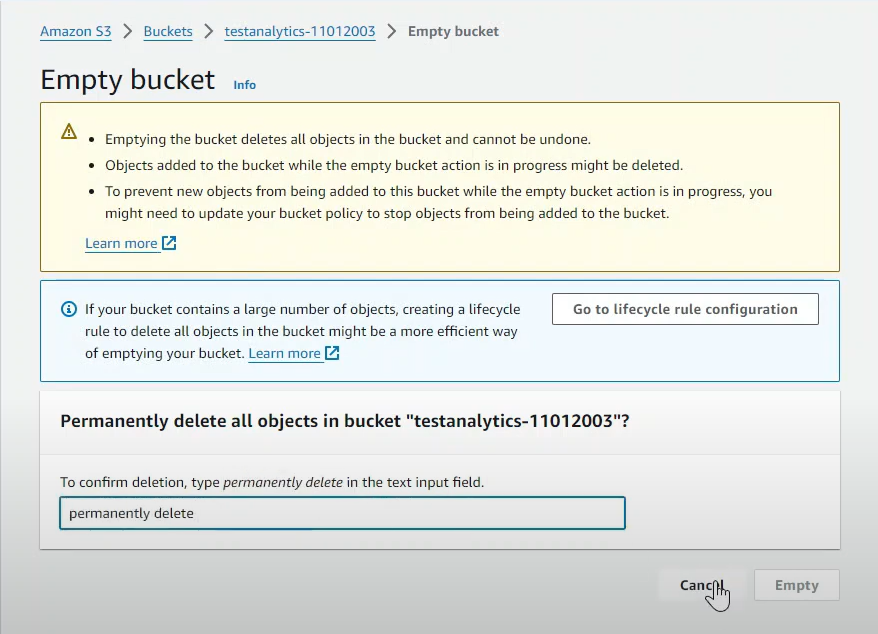 Amazon S3 > Buckets > testanalytics-11012003 > Empty bucket
Empty bucket Info
• Emptying the bucket deletes all objects in the bucket and cannot be undone.
• Objects added to the bucket while the empty bucket action is in progress might be deleted.
• To prevent new objects from being added to this bucket while the empty bucket action is in progress, you
might need to update your bucket policy to stop objects from being added to the bucket.
Learn more
If your bucket contains a large number of objects, creating a lifecycle
rule to delete all objects in the bucket might be a more efficient way
of emptying your bucket. Learn more
Go to lifecycle rule configuration
Permanently delete all objects in bucket "testanalytics-11012003"?
To confirm deletion, type permanently delete in the text input field.
permanently delete
Cancel Empty